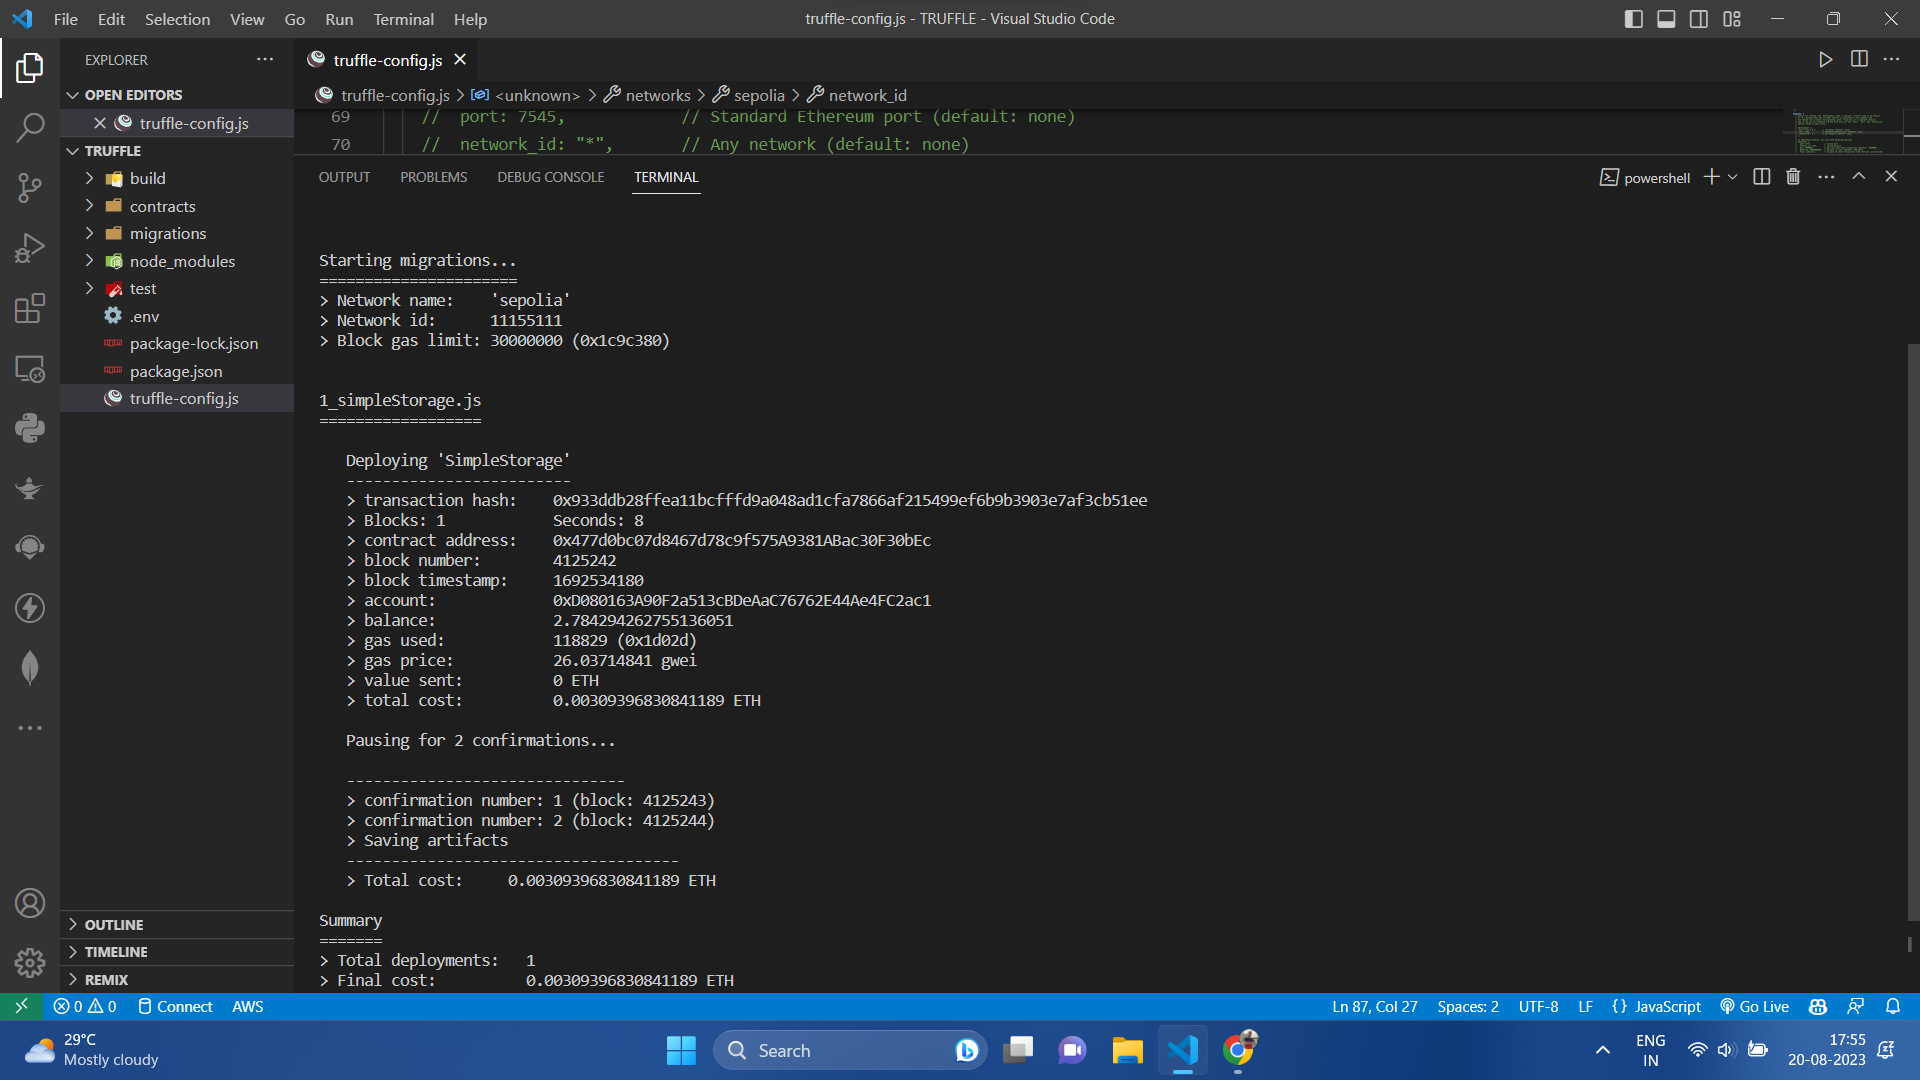 File Edit Selection View Go Run Terminal Help
truffle-config.js - TRUFFLE - Visual Studio Code
EXPLORER
OPEN EDITORS
truffle-config.js
TRUFFLE
build
contracts
migrations
node_modules
test
.env
package-lock.json
package.json
truffle-config.js
OUTLINE
TIMELINE
REMIX
truffle-config.js
truffle-config.js > <unknown> > networks > sepolia > network_id
69 // port: 7545, // Standard Ethereum port (default: none)
70 // network_id: "*", // Any network (default: none)
OUTPUT PROBLEMS DEBUG CONSOLE TERMINAL
powershell
Starting migrations...
======================
> Network name: 'sepolia'
> Network id: 11155111
> Block gas limit: 30000000 (0x1c9c380)
1_simpleStorage.js
==================
Deploying 'SimpleStorage'
-------------------------
> transaction hash: 0x933ddb28ffea11bcfffd9a048ad1cfa7866af215499ef6b9b3903e7af3cb51ee
> Blocks: 1 Seconds: 8
> contract address: 0x477d0bc07d8467d78c9f575A9381ABac30F30bEc
> block number: 4125242
> block timestamp: 1692534180
> account: 0xD080163A90F2a513cBDeAaC76762E44Ae4FC2ac1
> balance: 2.784294262755136051
> gas used: 118829 (0x1d02d)
> gas price: 26.03714841 gwei
> value sent: 0 ETH
> total cost: 0.00309396830841189 ETH
Pausing for 2 confirmations...
-------------------------------
> confirmation number: 1 (block: 4125243)
> confirmation number: 2 (block: 4125244)
> Saving artifacts
-------------------------------------
> Total cost: 0.00309396830841189 ETH
Summary
=======
> Total deployments: 1
> Final cost: 0.00309396830841189 ETH
0 0 Connect AWS
Ln 87, Col 27 Spaces: 2 UTF-8 LF {} JavaScript Go Live
29°C
Mostly cloudy
Search
ENG
IN
17:55
20-08-2023